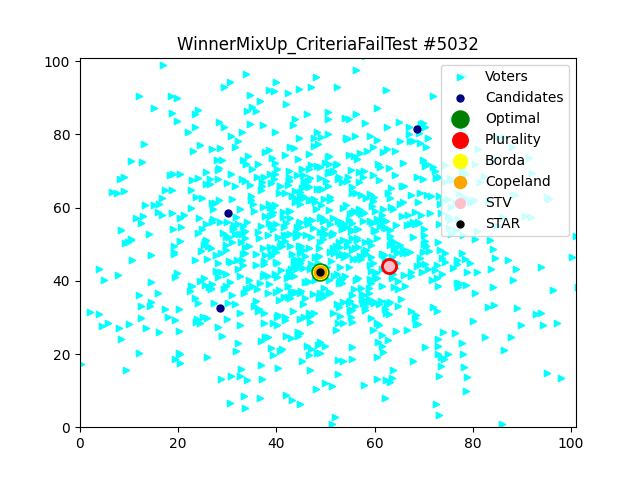 WinnerMixUp_CriteriaFailTest #5032
100
80
60
40
20
0
0
20
40
60
80
100
Voters
Candidates
Optimal
Plurality
Borda
Copeland
STV
STAR